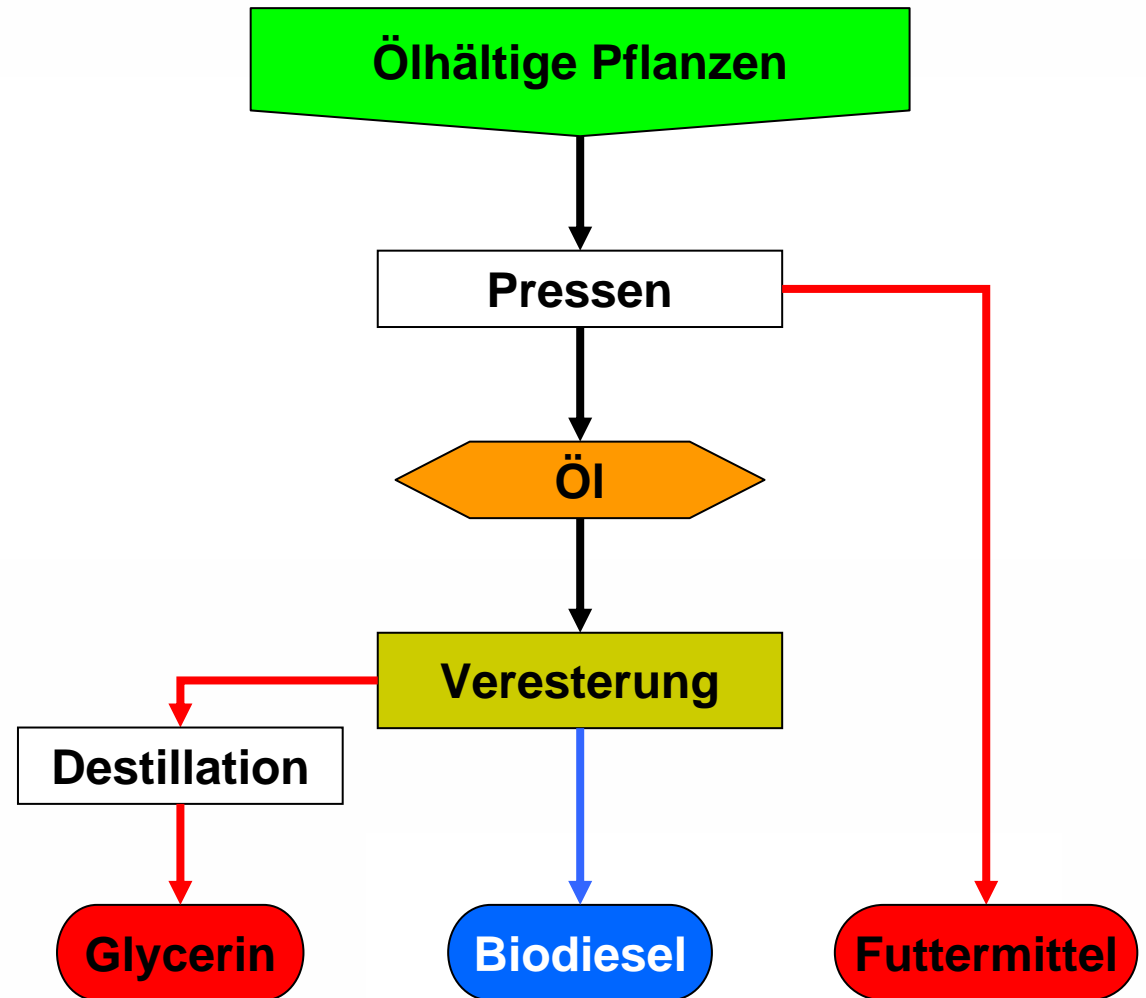 Ölhältige Pflanzen
Pressen
Öl
Veresterung
Destillation
Glycerin
Biodiesel
Futtermittel